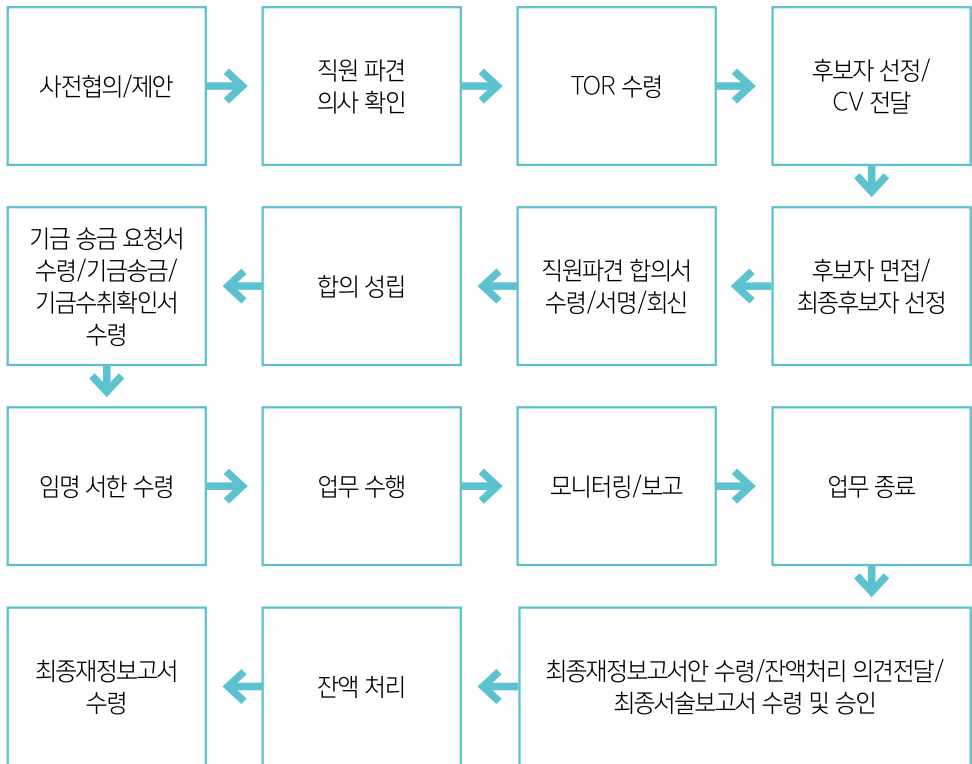 사전협의/제안
직원 파견
의사 확인
TOR 수령
후보자 선정/
CV 전달
후보자 면접/
최종후보자 선정
직원파견 합의서
수령/서명/회신
합의 성립
기금 송금 요청서
수령/기금송금/
기금수취확인서
수령
임명 서한 수령
업무 수행
모니터링/보고
업무 종료
최종재정보고서안 수령/잔액처리 의견전달/
최종서술보고서 수령 및 승인
잔액 처리
최종재정보고서
수령